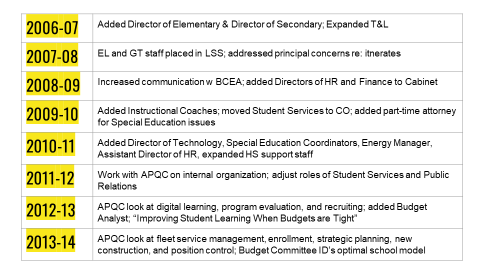 2006-07
Added Director of Elementary & Director of Secondary; Expanded T&L
2007-08
EL and GT staff placed in LSS; addressed principal concerns re: itnerates
2008-09
Increased communication w BCEA; added Directors of HR and Finance to Cabinet
2009-10
Added Instructional Coaches; moved Student Services to CO; added part-time attorney
for Special Education issues
2010-11
Added Director of Technology, Special Education Coordinators, Energy Manager,
Assistant Director of HR, expanded HS support staff
2011-12
Work with APQC on internal organization; adjust roles of Student Services and Public
Relations
2012-13
APQC look at digital learning, program evaluation, and recruiting; added Budget
Analyst; “Improving Student Learning When Budgets are Tight”
2013-14
APQC look at fleet service management, enrollment, strategic planning, new
construction, and position control; Budget Committee ID's optimal school model